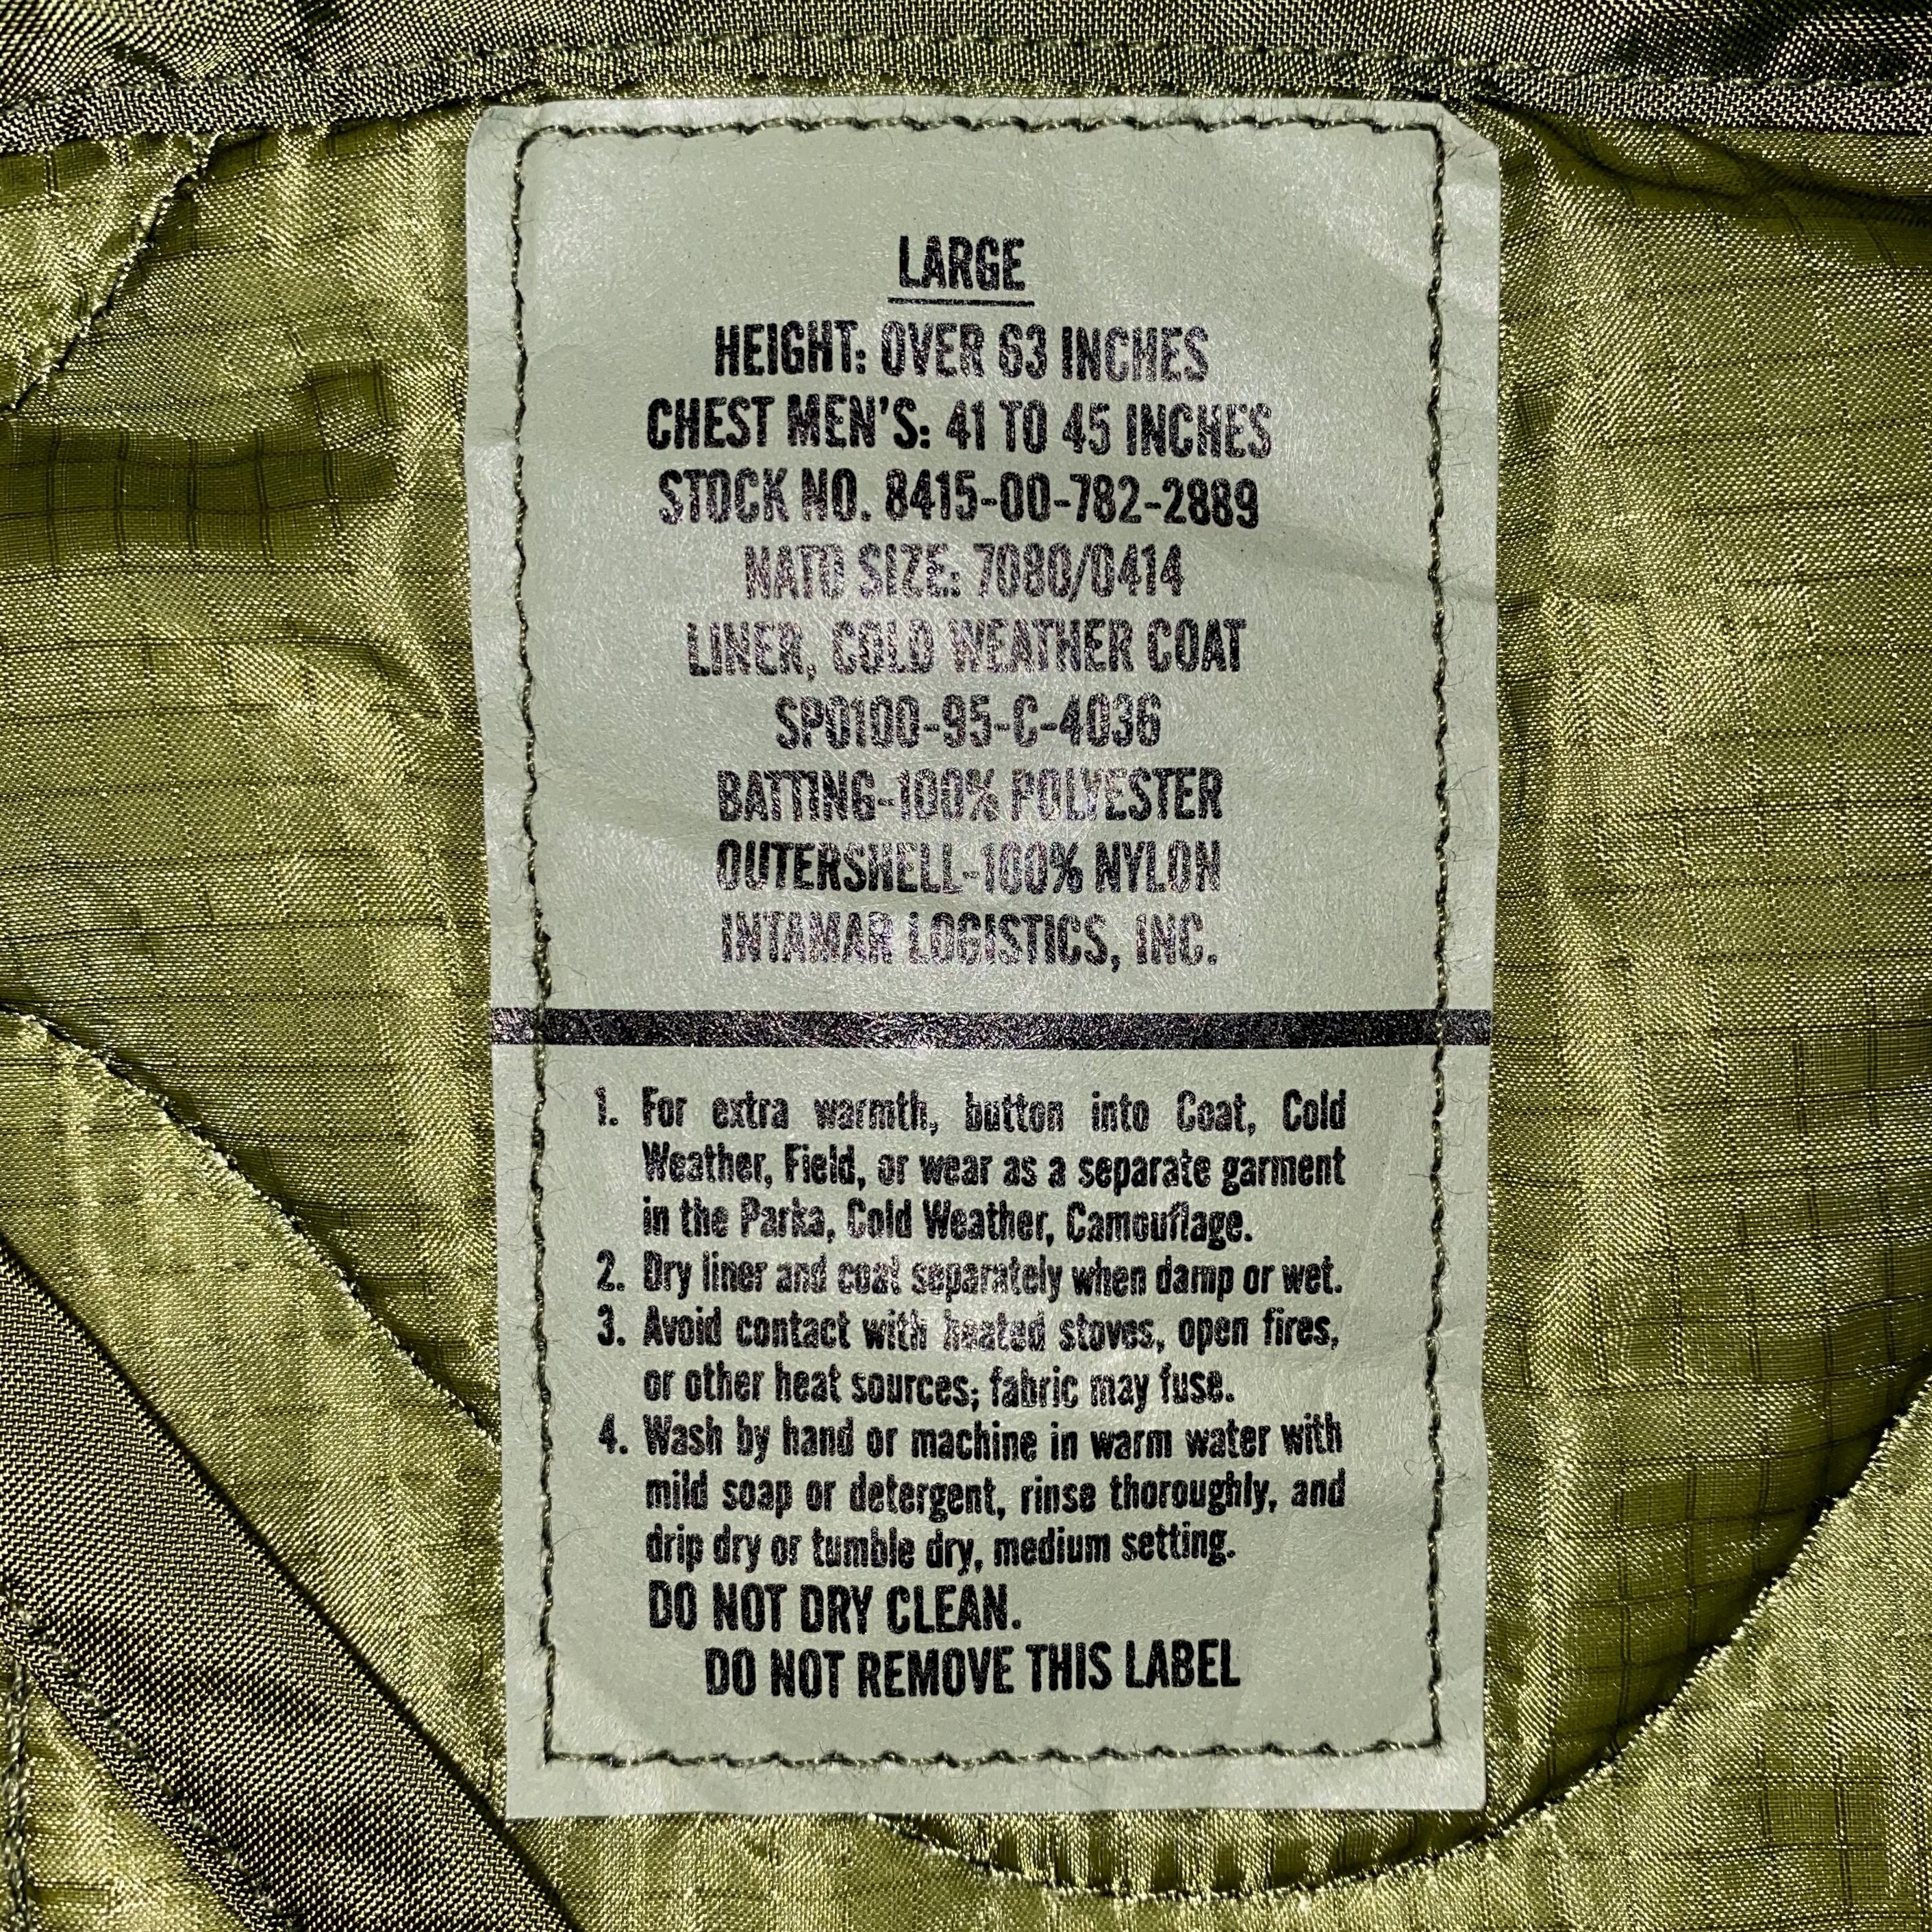 LARGE
HEIGHT: OVER 63 INCHES
CHEST MEN'S: 41 TO 45 INCHES
STOCK NO. 8415-00-782-2889
NATO SIZE: 7080/0414
LINER, COLD WEATHER COAT
SPO100-95-C-4036
BATTING-100% POLYESTER
OUTERSHELL-100% NYLON
INTAMAR LOGISTICS, INC.
1. For extra warmth, button into Coat, Cold
Weather, Field, or wear as a separate garment
in the Parka, Cold Weather, Camouflage.
2. Dry liner and coat separately when damp or wet.
3. Avoid contact with heated stoves, open fires,
or other heat sources; fabric may fuse.
4. Wash by hand or machine in warm water with
mild soap or detergent, rinse thoroughly, and
drip dry or tumble dry, medium setting.
DO NOT DRY CLEAN.
DO NOT REMOVE THIS LABEL